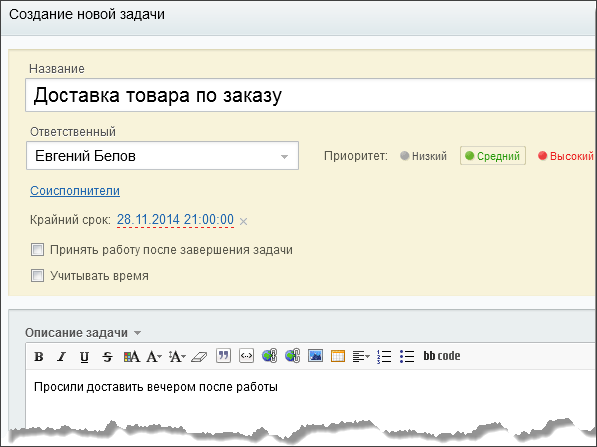 Создание новой задачи
Название
Доставка товара по заказу
Ответственный
Евгений Белов
Приоритет: Низкий Средний Высокий
Соисполнители
Крайний срок: 28.11.2014 21:00:00
Принять работу после завершения задачи
Учитывать время
Описание задачи
B I U S A A A bb code
Просили доставить вечером после работы